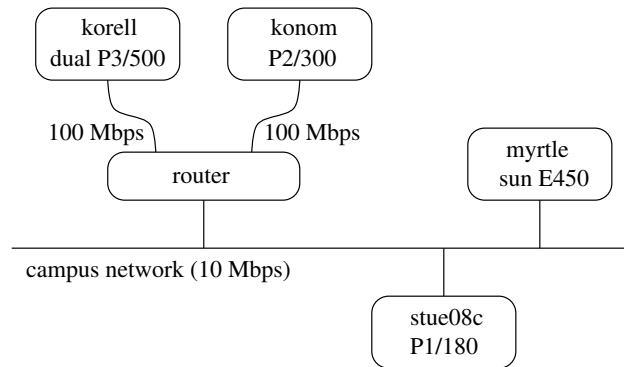 korell
dual P3/500
konom
P2/300
100 Mbps
100 Mbps
router
myrtle
sun E450
campus network (10 Mbps)
stue08c
P1/180